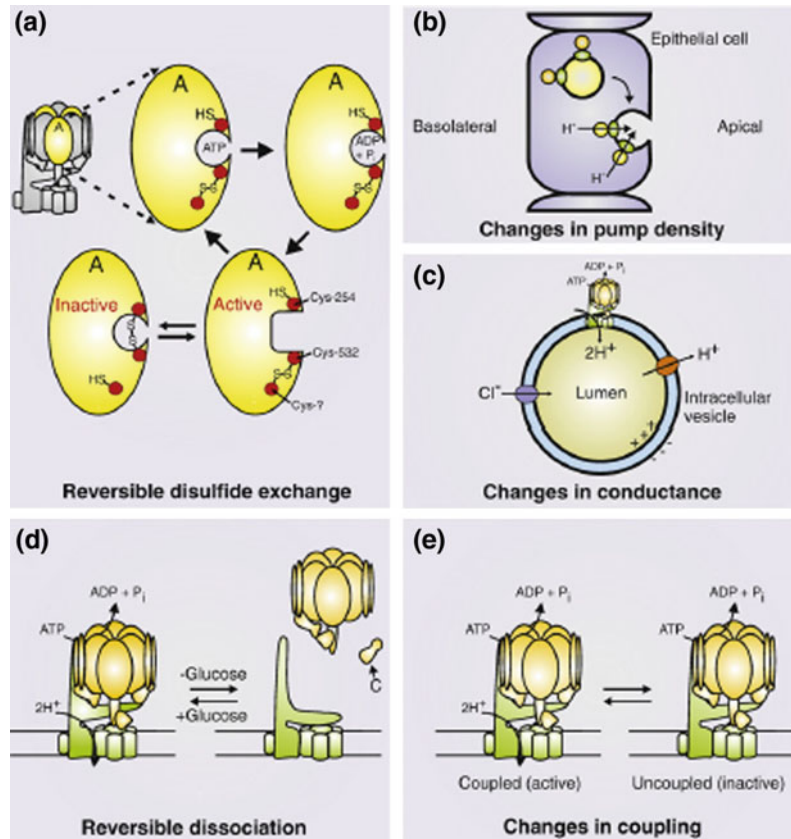 (a)
A
A
HS
ATP
S-S
A
HS
ADP
+ Pi
S-S
A
Inactive
S-S
HS
A
Active
HS
Cys-254
Cys-532
S-S
Cys-?
Reversible disulfide exchange
(b)
Epithelial cell
Basolateral
Apical
H⁺
H⁺
Changes in pump density
(c)
ADP + Pi
ATP
2H⁺
H⁺
Cl⁻
Lumen
Intracellular
vesicle
+ + +
- - -
Changes in conductance
(d)
ADP + Pi
ATP
2H⁺
-Glucose
+Glucose
C
Reversible dissociation
(e)
ADP + Pi
ATP
2H⁺
Coupled (active)
ADP + Pi
ATP
Uncoupled (inactive)
Changes in coupling